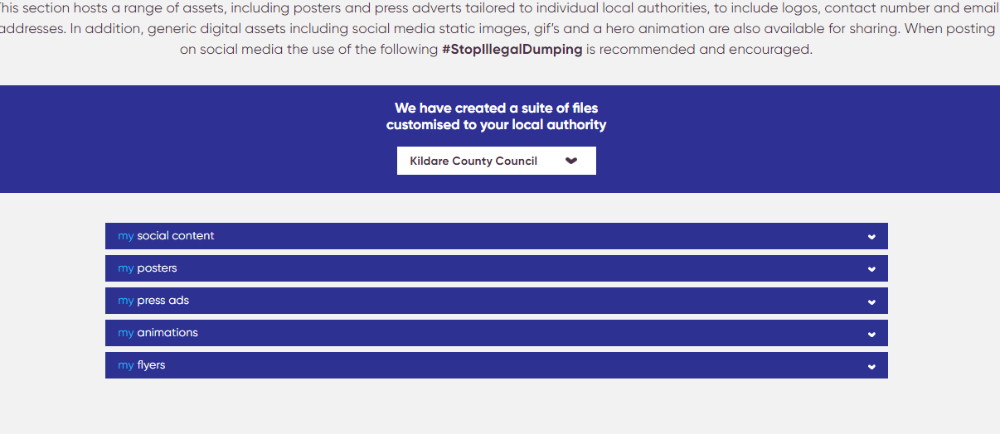 This section hosts a range of assets, including posters and press adverts tailored to individual local authorities, to include logos, contact number and email
addresses. In addition, generic digital assets including social media static images, gif's and a hero animation are also available for sharing. When posting
on social media the use of the following #StopIllegalDumping is recommended and encouraged.
We have created a suite of files
customised to your local authority
Kildare County Council
my social content
my posters
my press ads
my animations
my flyers